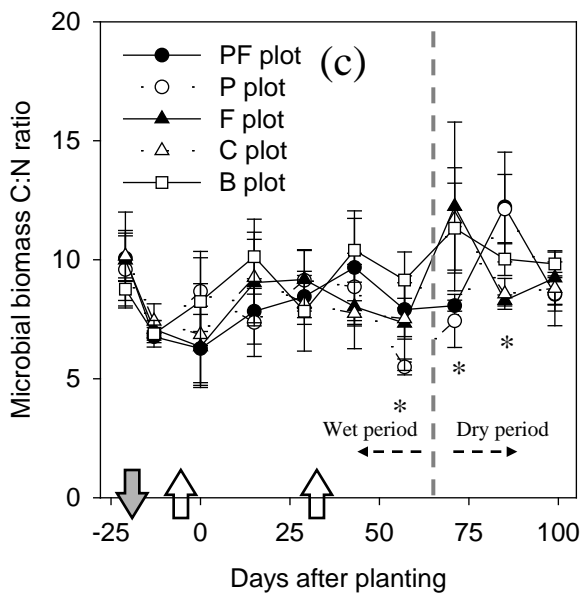 20
15
10
5
0
Microbial biomass C:N ratio
PF plot
P plot
F plot
C plot
B plot
(c)
*
*
*
Wet period
Dry period
-25
0
25
50
75
100
Days after planting